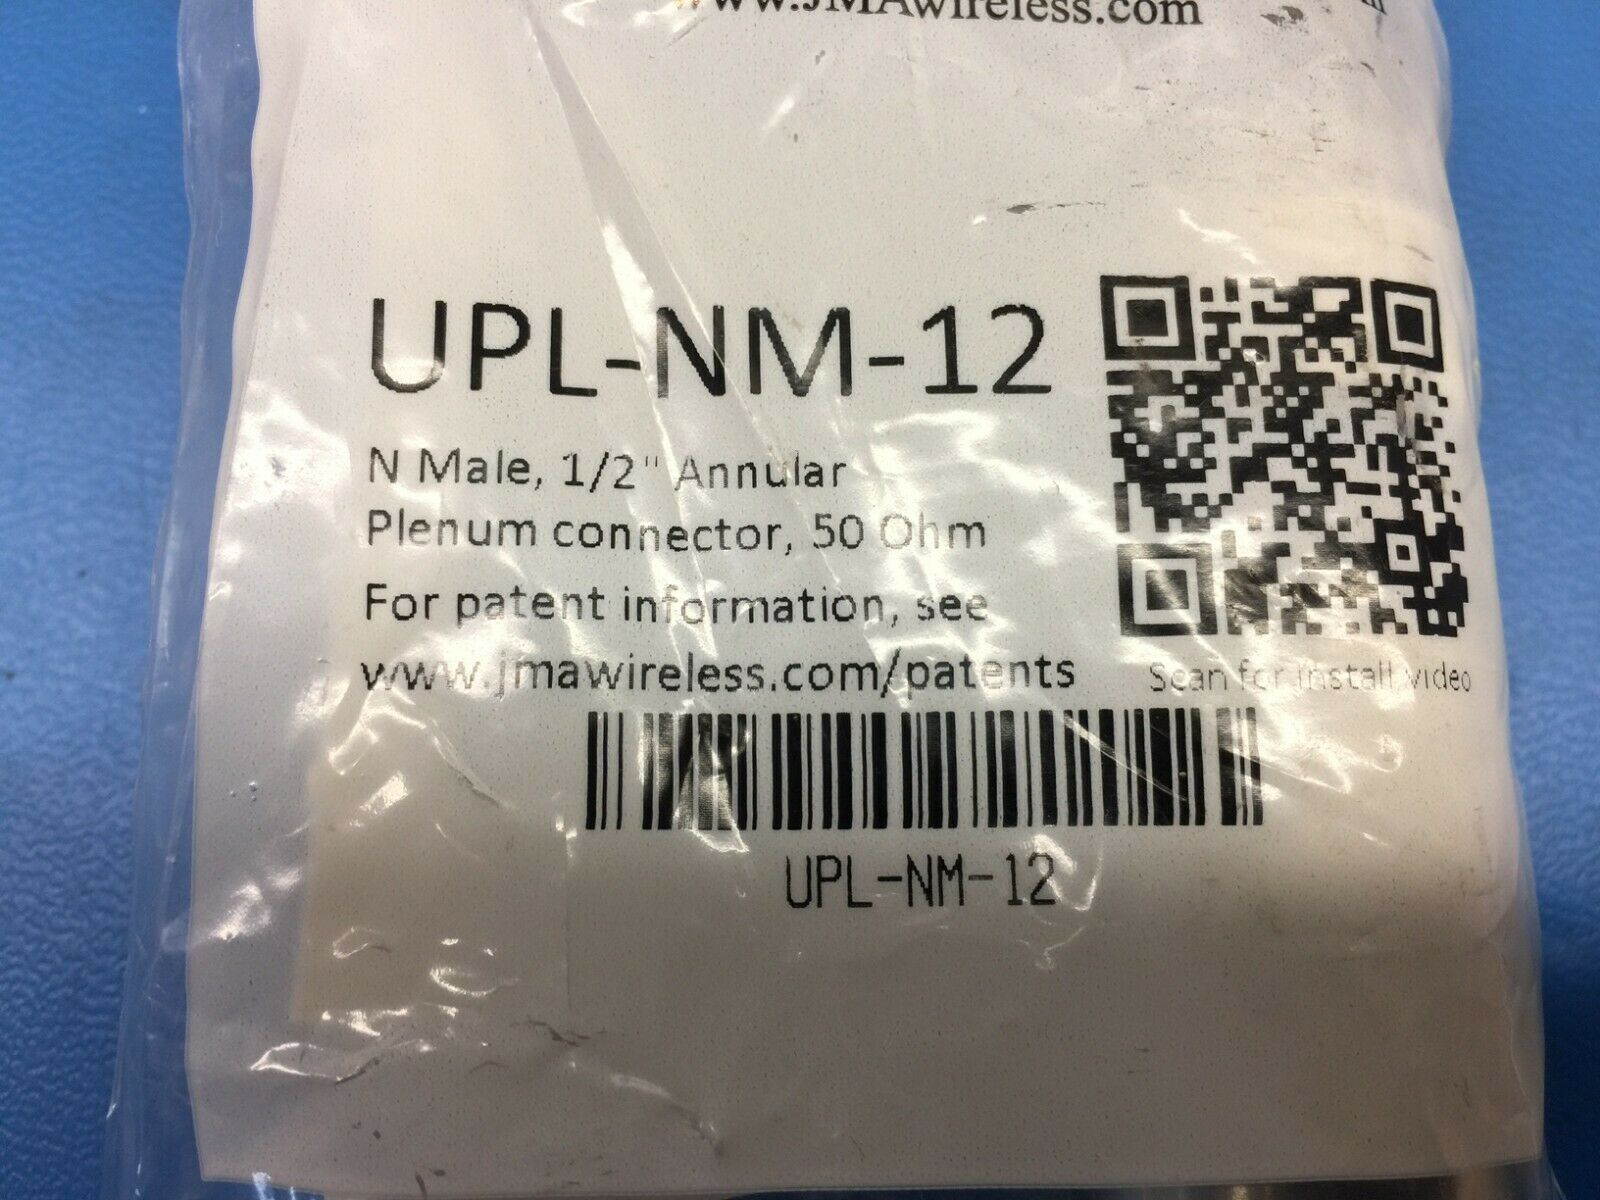 www.JMAwireless.com
UPL-NM-12
N Male, 1/2" Annular
Plenum connector, 50 Ohm
For patent information, see
www.jmawireless.com/patents
Scan for install video
UPL-NM-12